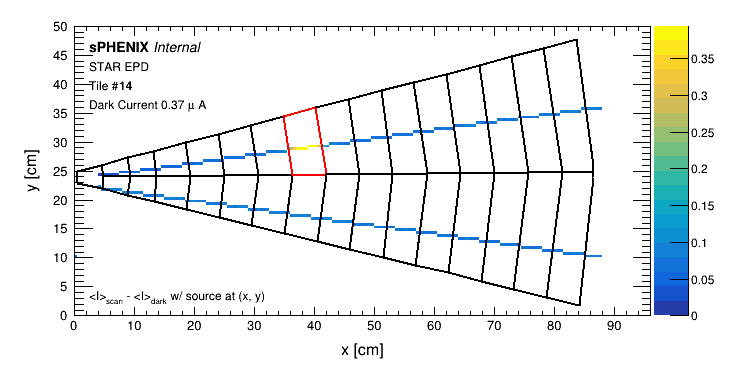 sPHENIX Internal
STAR EPD
Tile #14
Dark Current 0.37 μ A
<I>scan - <I>dark w/ source at (x, y)
y [cm]
50
45
40
35
30
25
20
15
10
5
0
0 10 20 30 40 50 60 70 80 90
x [cm]
0.35
0.3
0.25
0.2
0.15
0.1
0.05
0